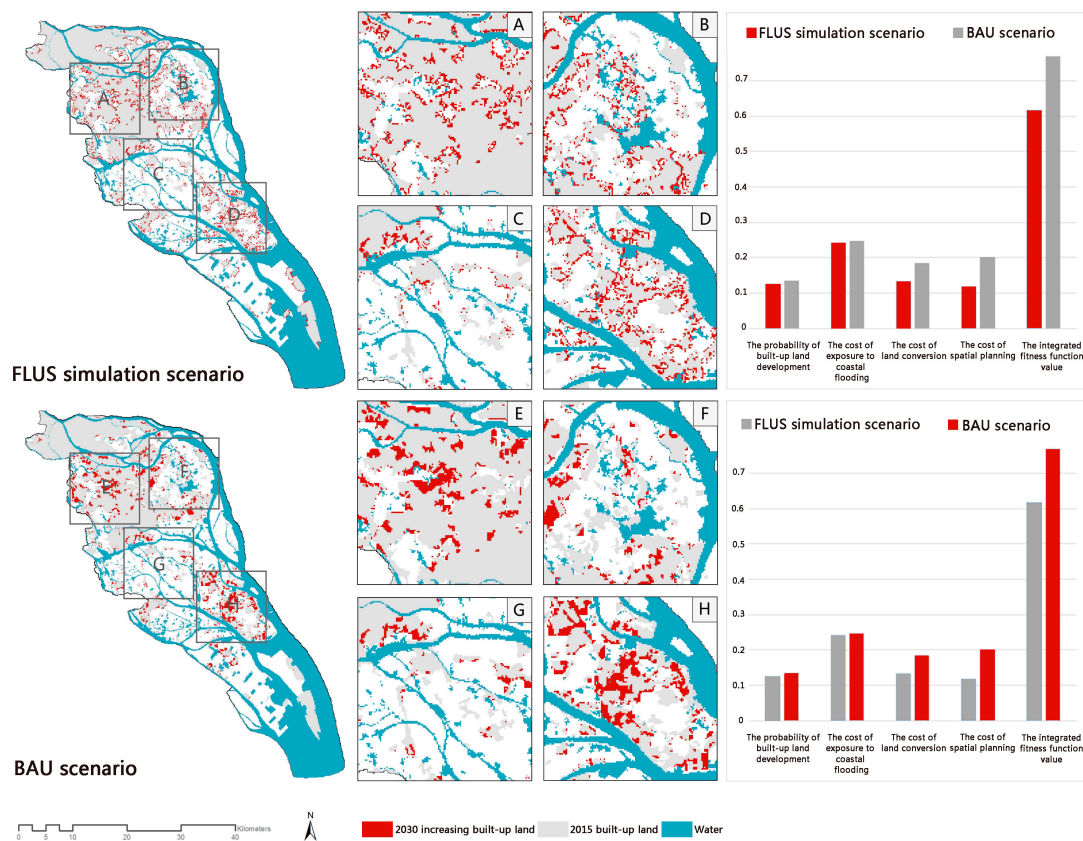 A
B
C
D
FLUS simulation scenario
A
B
C
D
FLUS simulation scenario
BAU scenario
0.7
0.6
0.5
0.4
0.3
0.2
0.1
0
The probability of
built-up land
development
The cost of
exposure to
coastal
flooding
The cost of
land conversion
The cost of
spatial planning
The integrated
fitness function
value
E
F
G
H
BAU scenario
E
F
G
H
FLUS simulation scenario
BAU scenario
0.7
0.6
0.5
0.4
0.3
0.2
0.1
0
The probability of
built-up land
development
The cost of
exposure to
coastal
flooding
The cost of
land conversion
The cost of
spatial planning
The integrated
fitness function
value
0 5 10 20 30 40 Kilometers
N
2030 increasing built-up land
2015 built-up land
Water